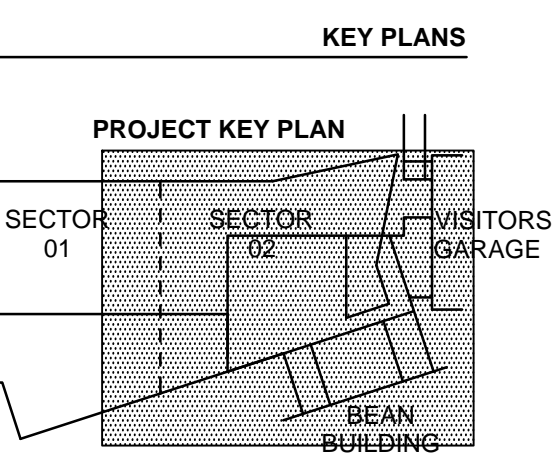 KEY PLANS
PROJECT KEY PLAN
SECTOR
01
SECTOR
02
VISITORS
GARAGE
BEAN
BUILDING